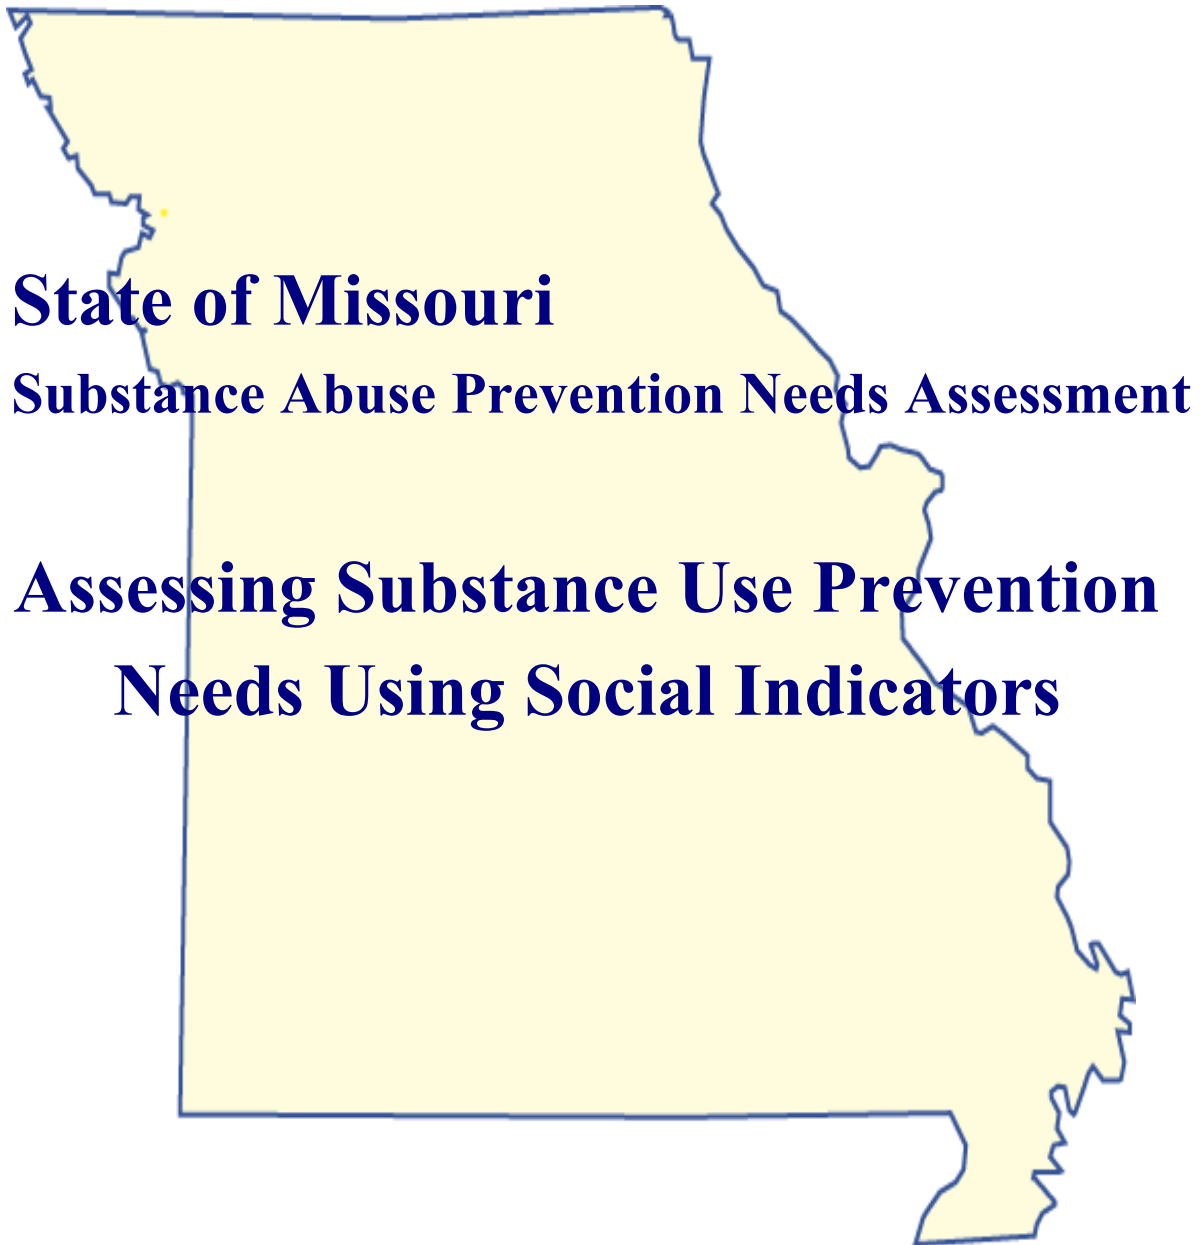 State of Missouri
Substance Abuse Prevention Needs Assessment
Assessing Substance Use Prevention
Needs Using Social Indicators